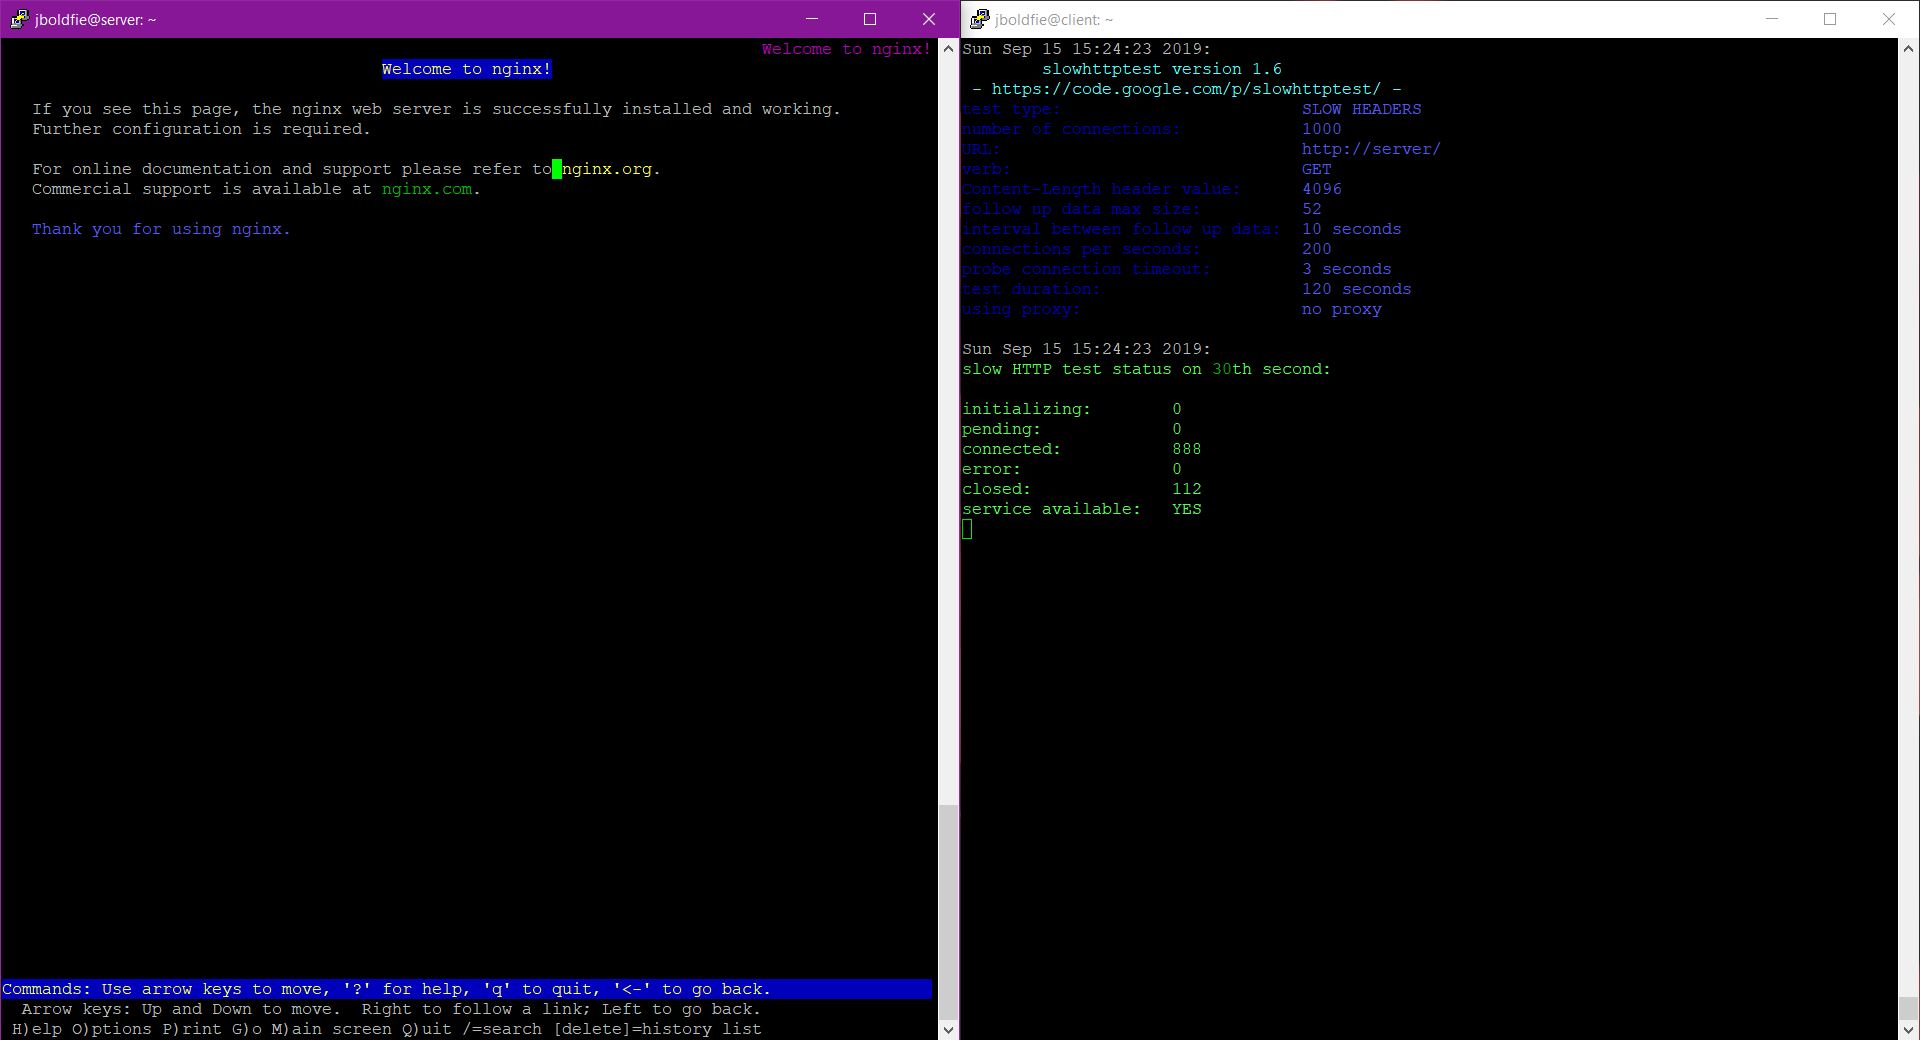 jboldfie@server: ~
Welcome to nginx!
Welcome to nginx!
If you see this page, the nginx web server is successfully installed and working.
Further configuration is required.
For online documentation and support please refer to nginx.org.
Commercial support is available at nginx.com.
Thank you for using nginx.
Commands: Use arrow keys to move, '?' for help, 'q' to quit, '<-' to go back.
Arrow keys: Up and Down to move.  Right to follow a link; Left to go back.
H)elp O)ptions P)rint G)o M)ain screen Q)uit /=search [delete]=history list
jboldfie@client: ~
Sun Sep 15 15:24:23 2019:
slowhttptest version 1.6
- https://code.google.com/p/slowhttptest/ -
test type: SLOW HEADERS
number of connections: 1000
URL: http://server/
verb: GET
Content-Length header value: 4096
follow up data max size: 52
interval between follow up data: 10 seconds
connections per seconds: 200
probe connection timeout: 3 seconds
test duration: 120 seconds
using proxy: no proxy
Sun Sep 15 15:24:23 2019:
slow HTTP test status on 30th second:
initializing: 0
pending: 0
connected: 888
error: 0
closed: 112
service available: YES